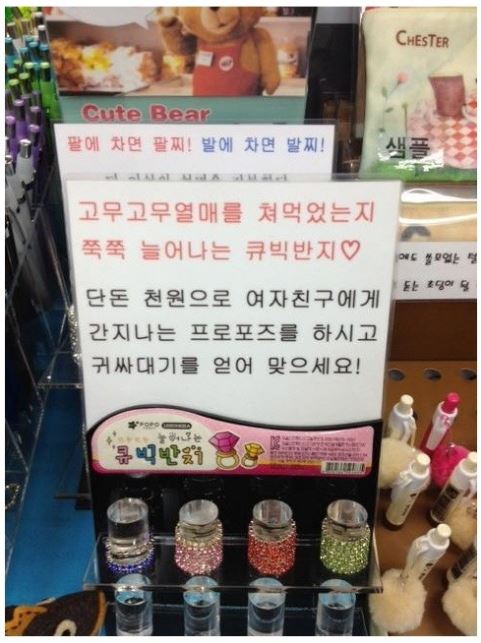 CHESTER
Cute Bear
샘플
팔에 차면 팔찌! 발에 차면 발찌!
고무고무열매를 쳐먹었는지
쭉쭉 늘어나는 큐빅반지♡
단돈 천원으로 여자친구에게
간지나는 프로포즈를 하시고
귀싸대기를 얻어 맞으세요!
POPO
늘어나는
큐빅반지